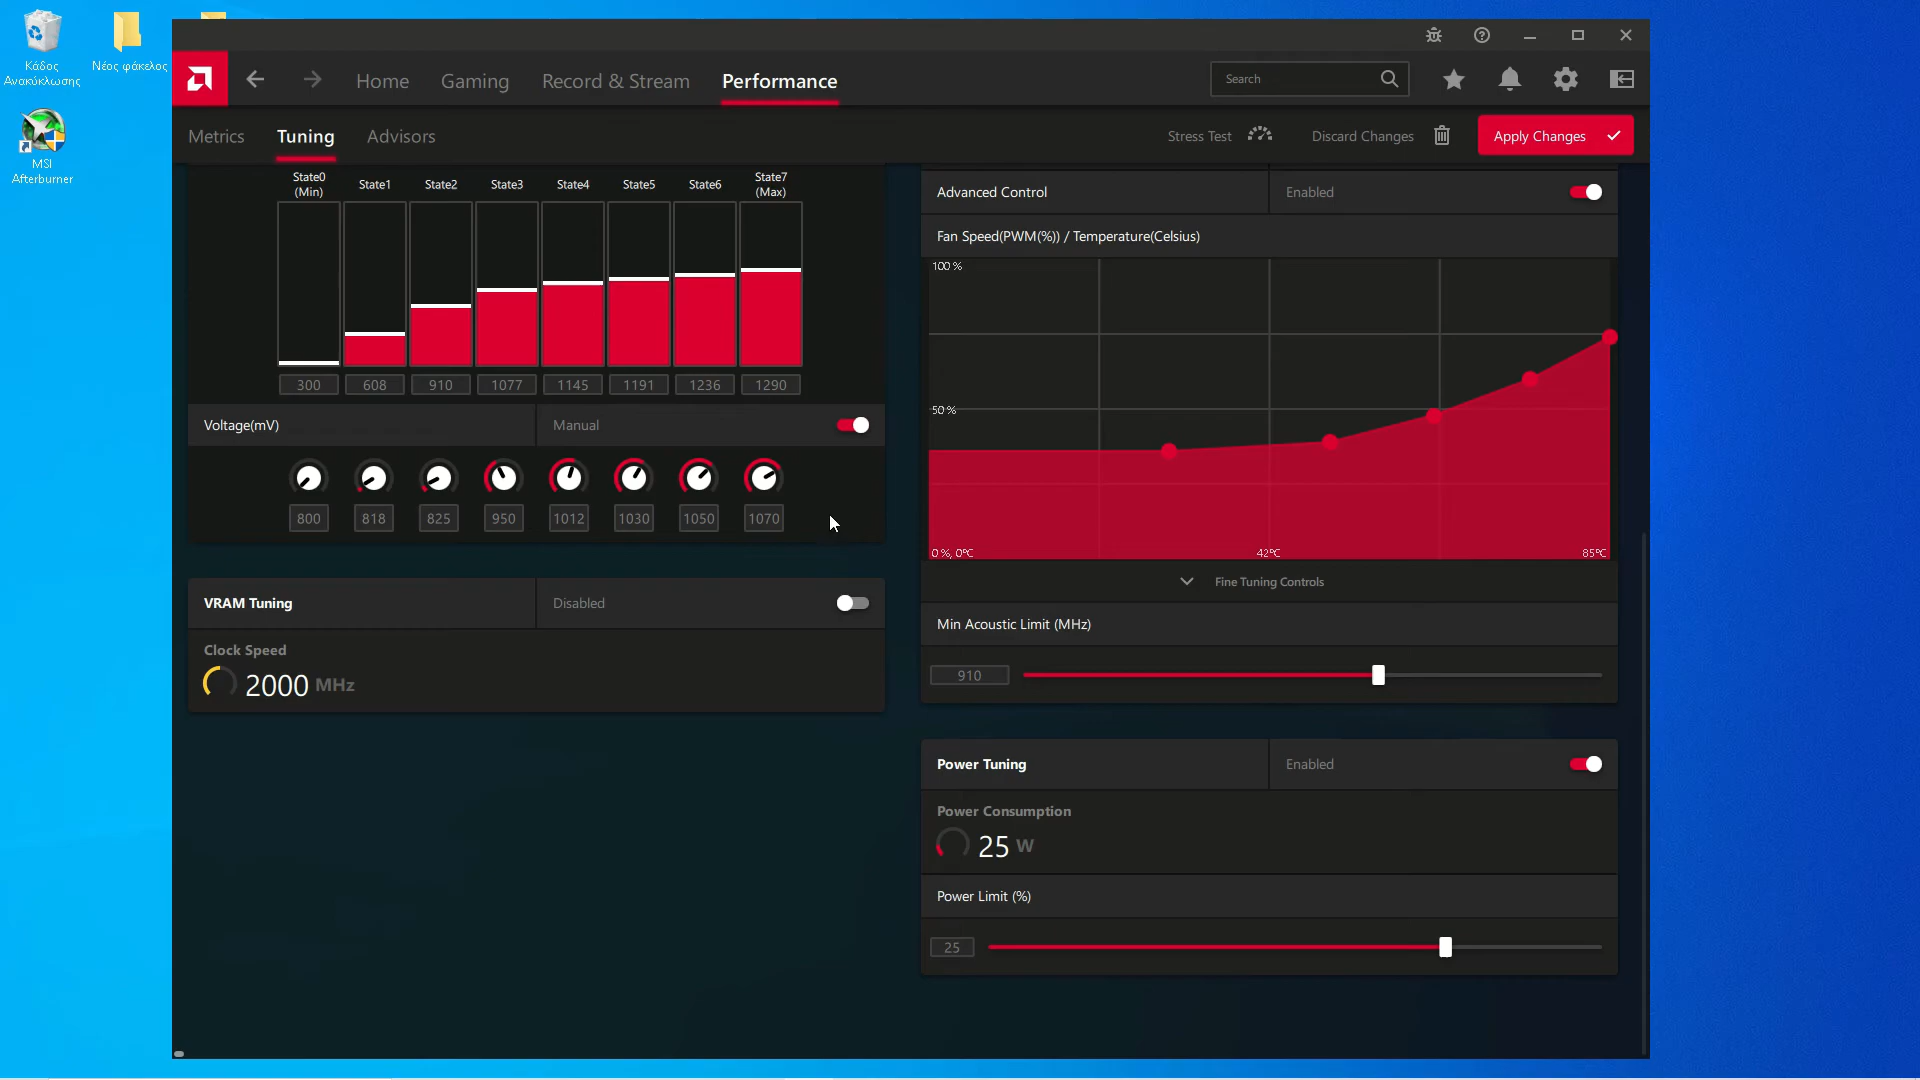 Κάδος
Ανακύκλωσης
Νέος φάκελος
MSI
Afterburner
Home
Gaming
Record & Stream
Performance
Search
Metrics
Tuning
Advisors
Stress Test
Discard Changes
Apply Changes
State0
(Min)
State1
State2
State3
State4
State5
State6
State7
(Max)
300
608
910
1077
1145
1191
1236
1290
Voltage(mV)
Manual
800
818
825
950
1012
1030
1050
1070
VRAM Tuning
Disabled
Clock Speed
2000 MHz
Advanced Control
Enabled
Fan Speed(PWM(%)) / Temperature(Celsius)
100 %
50 %
0 %, 0°C
42°C
85°C
Fine Tuning Controls
Min Acoustic Limit (MHz)
910
Power Tuning
Enabled
Power Consumption
25 W
Power Limit (%)
25